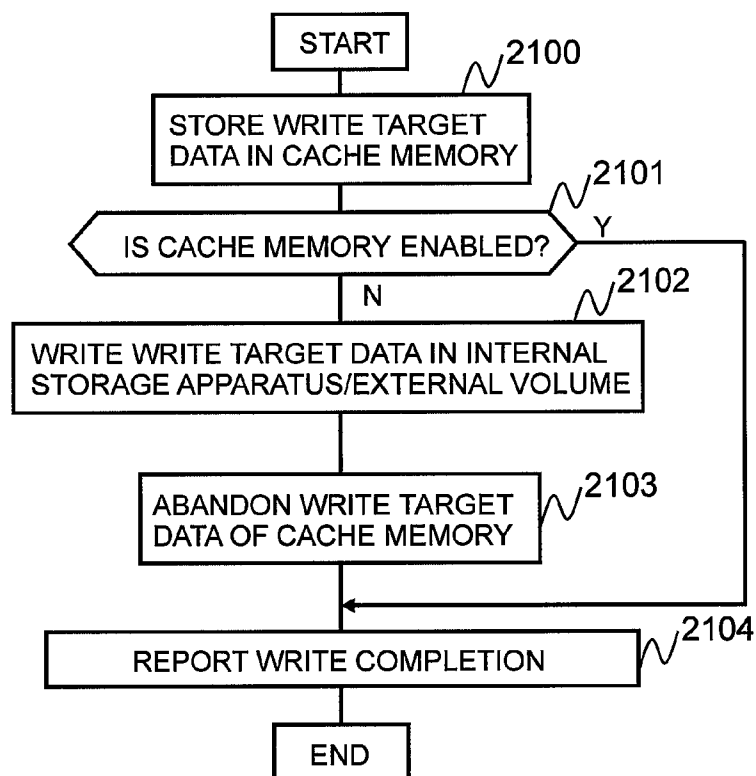 START
2100
STORE WRITE TARGET
DATA IN CACHE MEMORY
2101
IS CACHE MEMORY ENABLED?
Y
N
2102
WRITE WRITE TARGET DATA IN INTERNAL
STORAGE APPARATUS/EXTERNAL VOLUME
2103
ABANDON WRITE TARGET
DATA OF CACHE MEMORY
2104
REPORT WRITE COMPLETION
END